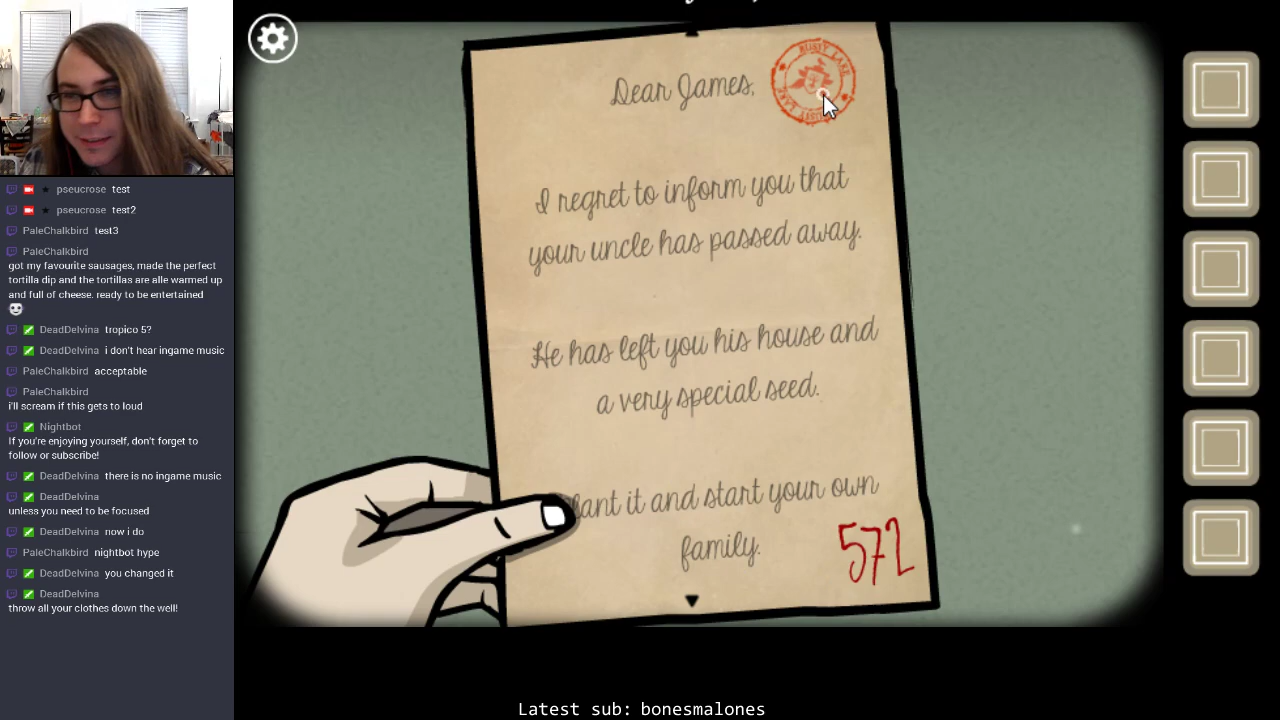 pseucrose test
pseucrose test2
PaleChalkbird test3
PaleChalkbird
got my favourite sausages, made the perfect
tortilla dip and the tortillas are alle warmed up
and full of cheese. ready to be entertained
DeadDelvina tropico 5?
DeadDelvina i don't hear ingame music
PaleChalkbird acceptable
PaleChalkbird
i'll scream if this gets to loud
Nightbot
If you're enjoying yourself, don't forget to
follow or subscribe!
DeadDelvina there is no ingame music
DeadDelvina
unless you need to be focused
DeadDelvina now i do
PaleChalkbird nightbot hype
DeadDelvina you changed it
DeadDelvina
throw all your clothes down the well!
Dear James,
RUSTY LAKE
RUSTY LAKE
I regret to inform you that
your uncle has passed away.
He has left you his house and
a very special seed.
lant it and start your own
family.
572
Latest sub: bonesmalones